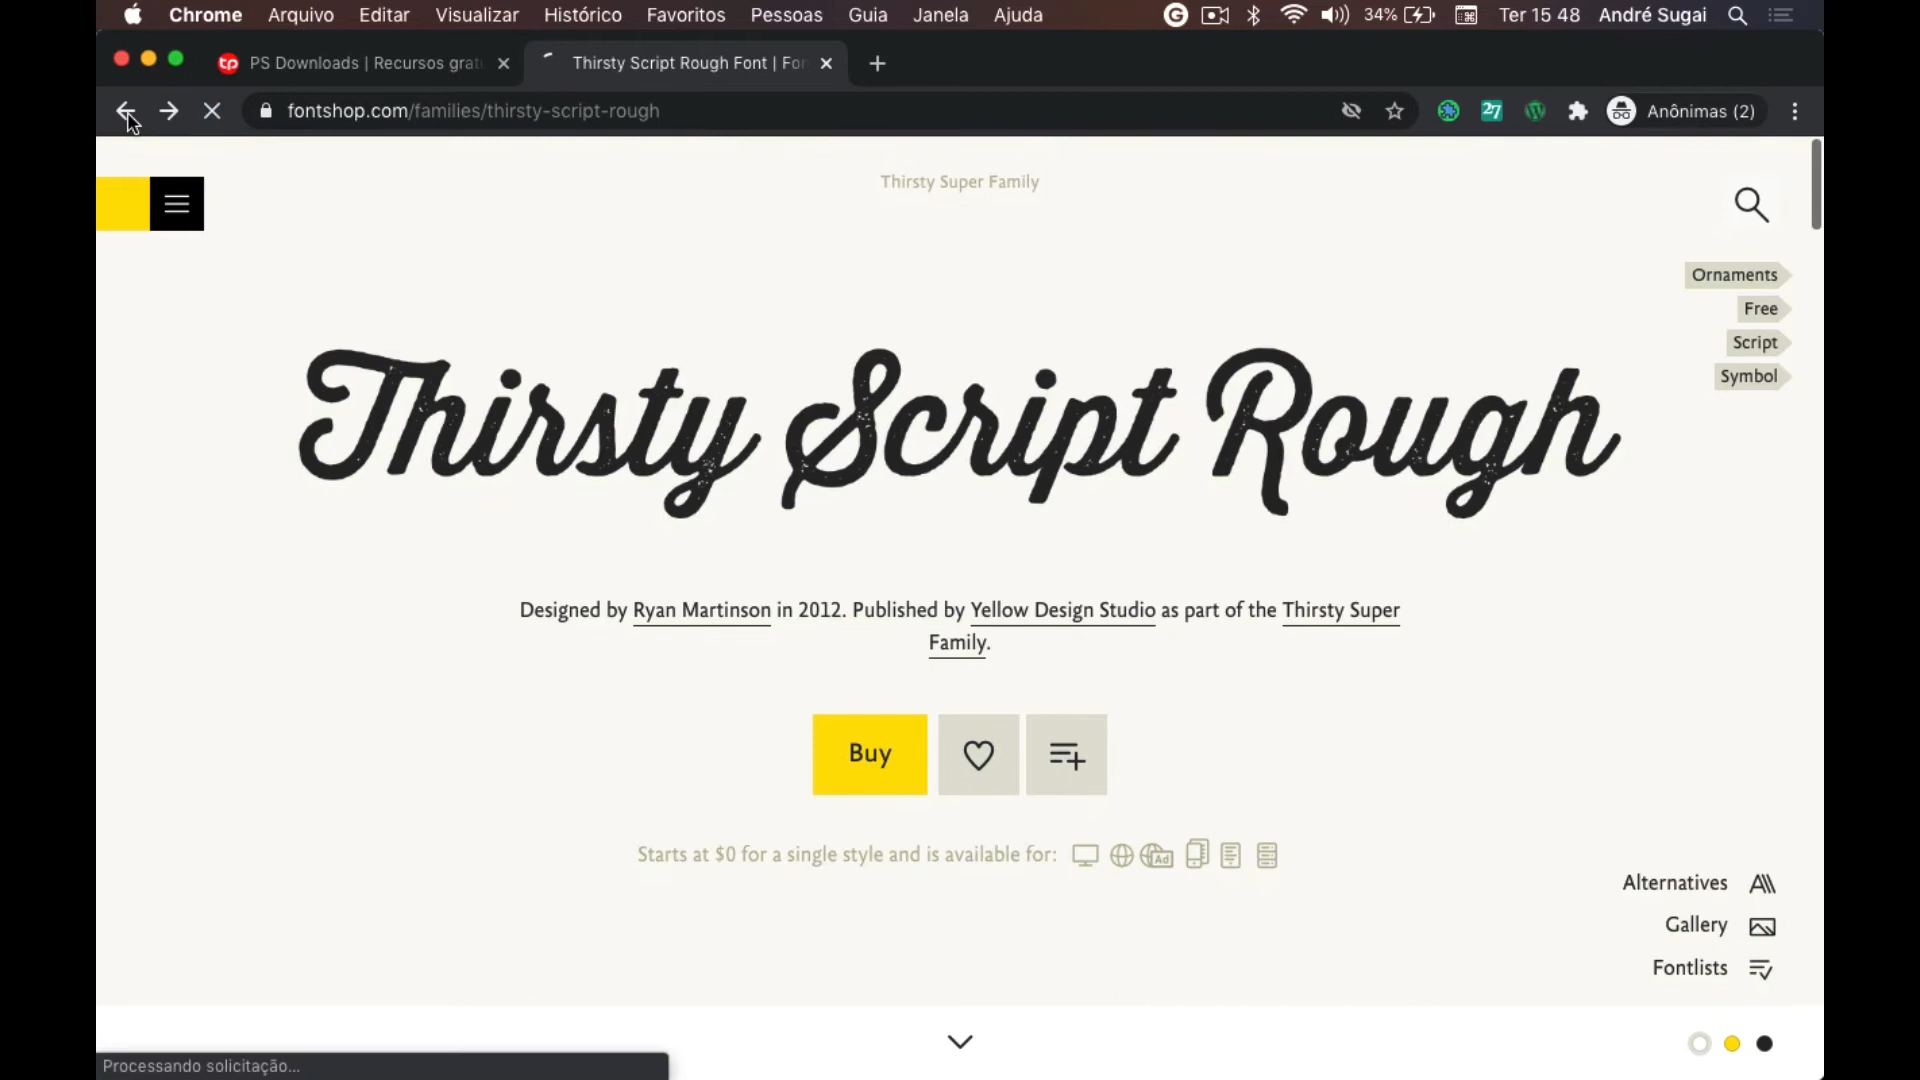 Chrome Arquivo Editar Visualizar Histórico Favoritos Pessoas Guia Janela Ajuda 34% Ter 15 48 André Sugai
PS Downloads | Recursos grat
Thirsty Script Rough Font | Fo
fontshop.com/families/thirsty-script-rough
27
Anônimas (2)
Thirsty Super Family
Ornaments
Free
Script
Symbol
Thirsty Script Rough
Designed by Ryan Martinson in 2012. Published by Yellow Design Studio as part of the Thirsty Super
Family.
Buy
Starts at $0 for a single style and is available for:
Ad
Alternatives
Gallery
Fontlists
Processando solicitação...